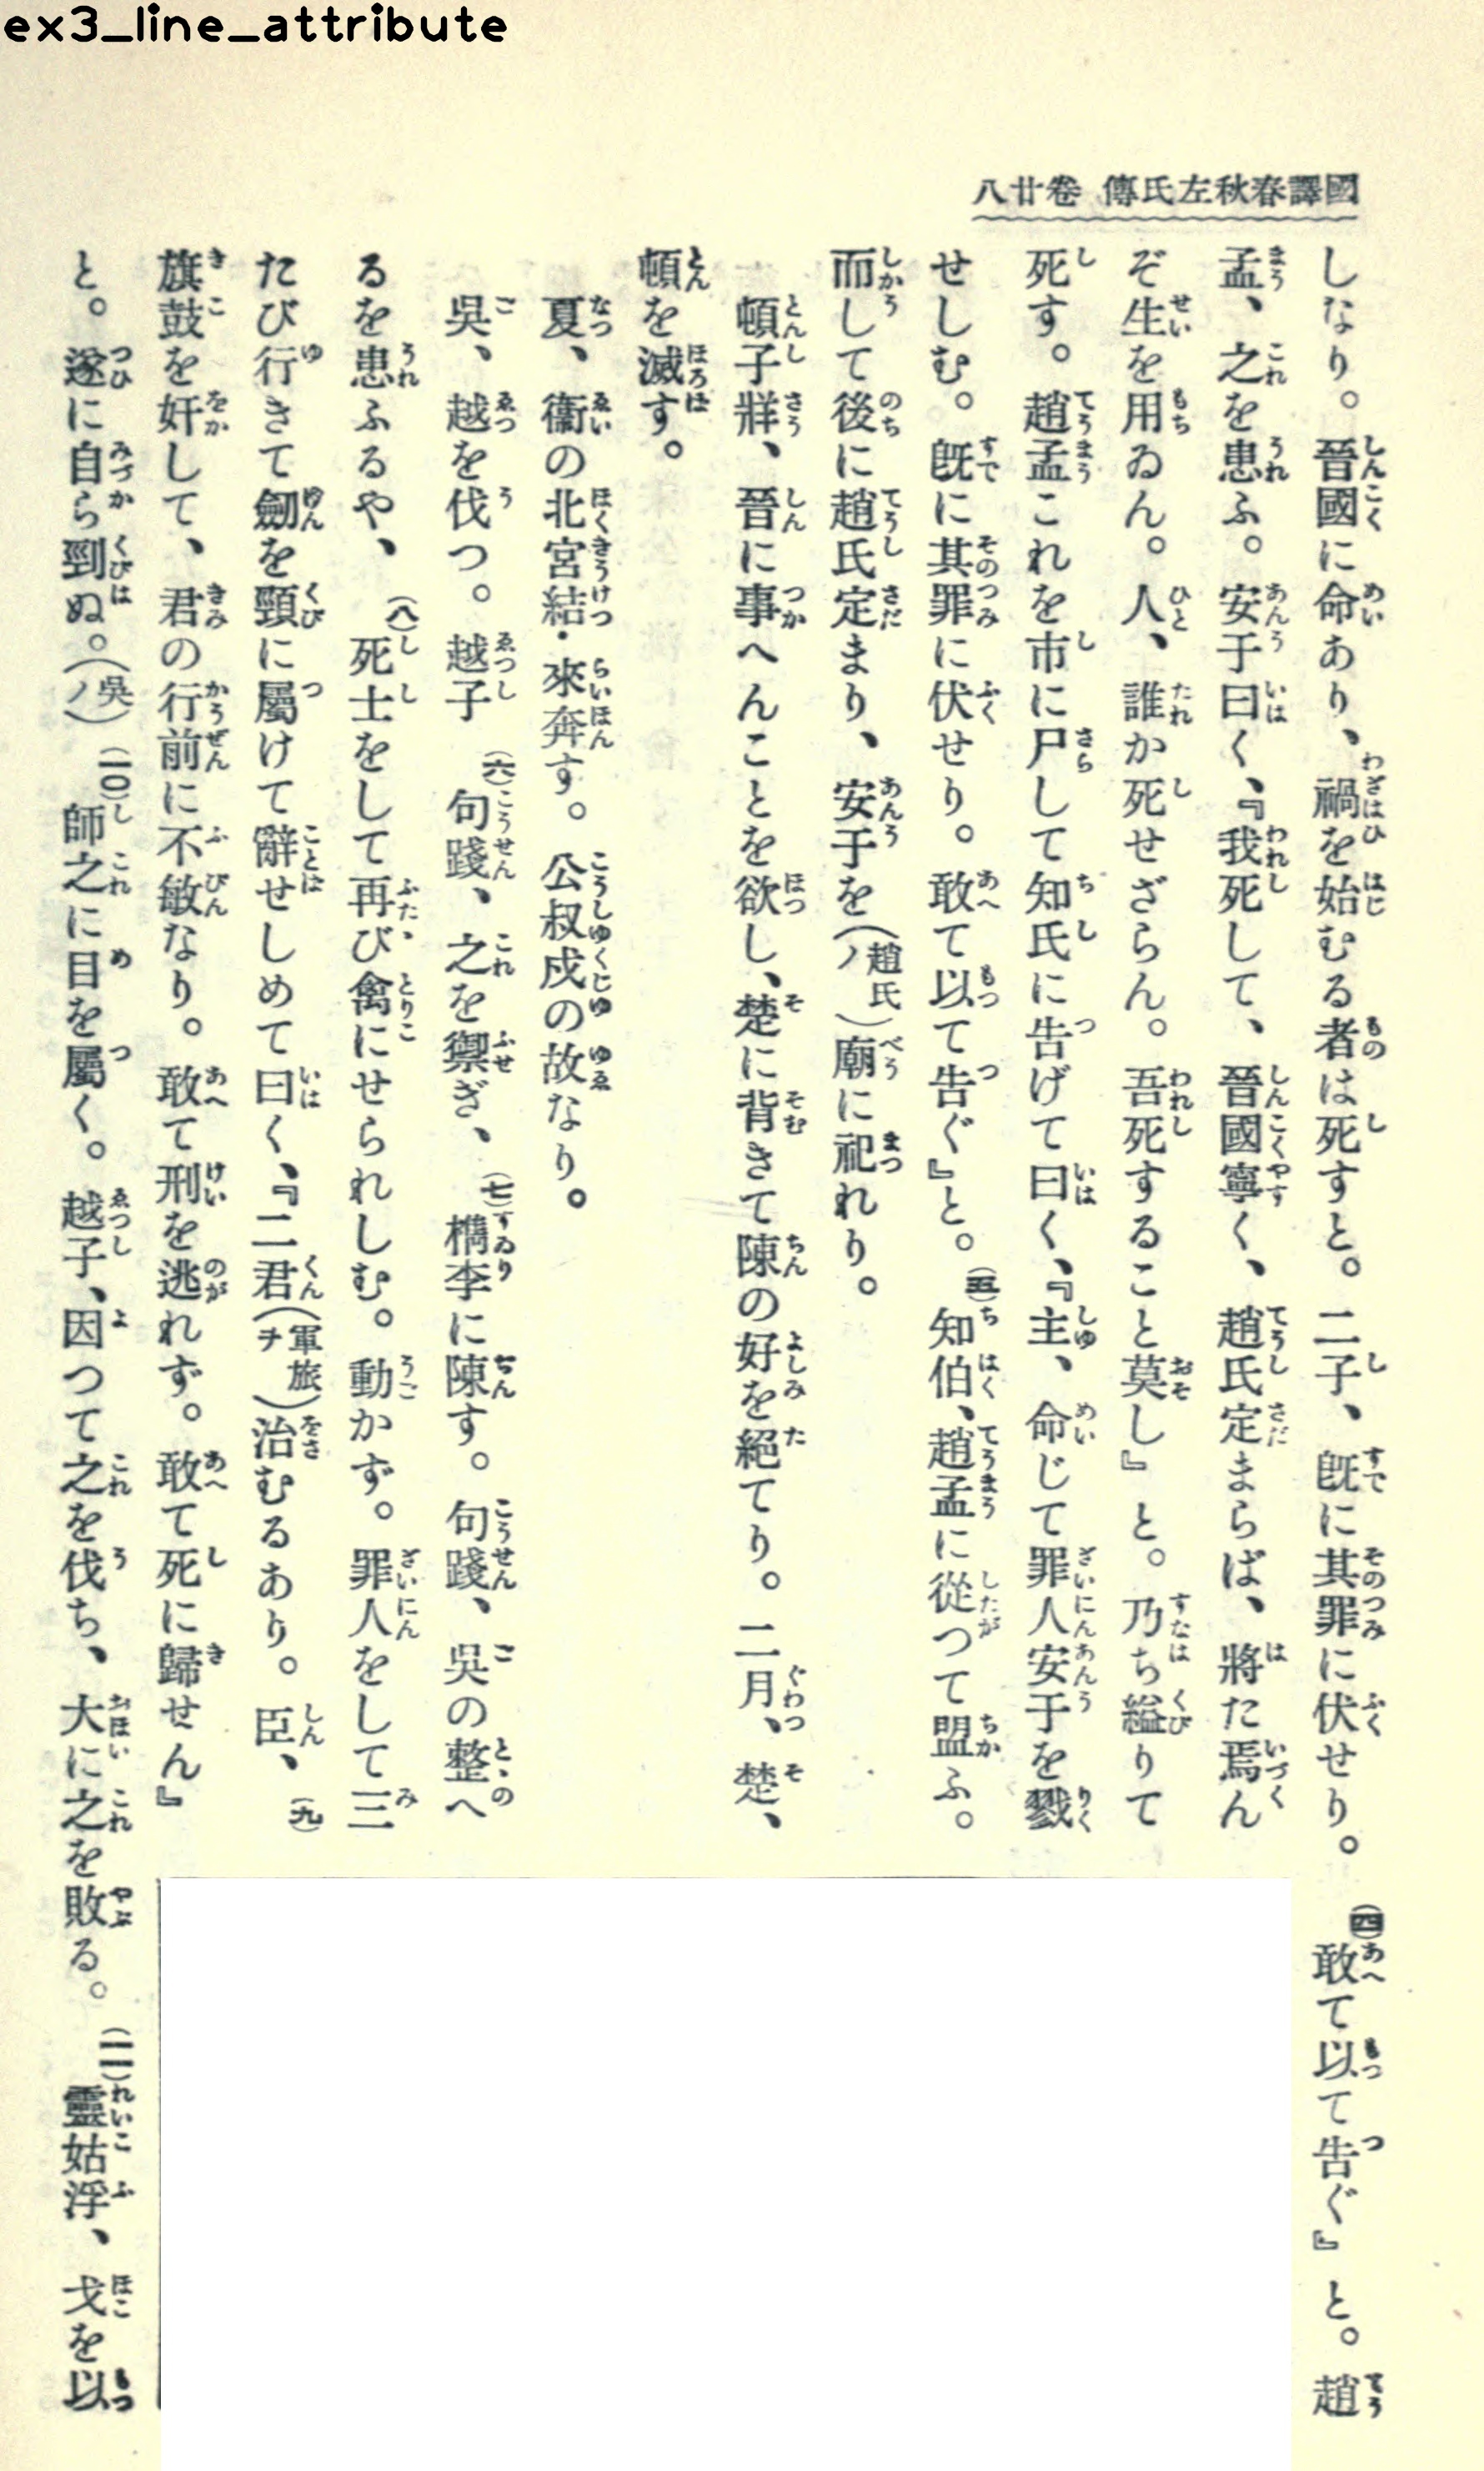 ex3_line_attribute
國譯春秋左氏傳 卷廿八
しなり。晉國に命あり、禍を始むる者は死すと。二子、既に其罪に伏せり。(四)敢て以て告ぐ』と。趙
孟、之を患ふ。安于曰く、『我死して、晉國寧く、趙氏定まらば、將た焉ん
ぞ生を用ゐん。人、誰か死せざらん。吾死すること莫し』と。乃ち縊りて
死す。趙孟これを市に尸して知氏に告げて曰く、『主、命じて罪人安于を戮
せしむ。既に其罪に伏せり。敢て以て告ぐ』と。(五)知伯、趙孟に從つて盟ふ。
而して後に趙氏定まり、安于を(趙氏ノ)廟に祀れり。
頓子牂、晉に事へんことを欲し、楚に背きて陳の好を絕てり。二月、楚、
頓を滅す。
夏、衞の北宮結・來奔す。公叔戍の故なり。
吳、越を伐つ。越子(六)句踐、之を禦ぎ、(七)檇李に陳す。句踐、吳の整へ
るを患ふるや、(八)死士をして再び禽にせられしむ。動かず。罪人をして三
たび行きて劒を頸に屬けて辭せしめて曰く、『二君(軍旅ヲ)治むるあり。臣、(九)
旗鼓を奸して、君の行前に不敏なり。敢て刑を逃れず。敢て死に歸せん』
と。遂に自ら剄ぬ。(吳ノ)(一〇)師之に目を屬く。越子、因つて之を伐ち、大に之を敗る。(一一)靈姑浮、戈を以